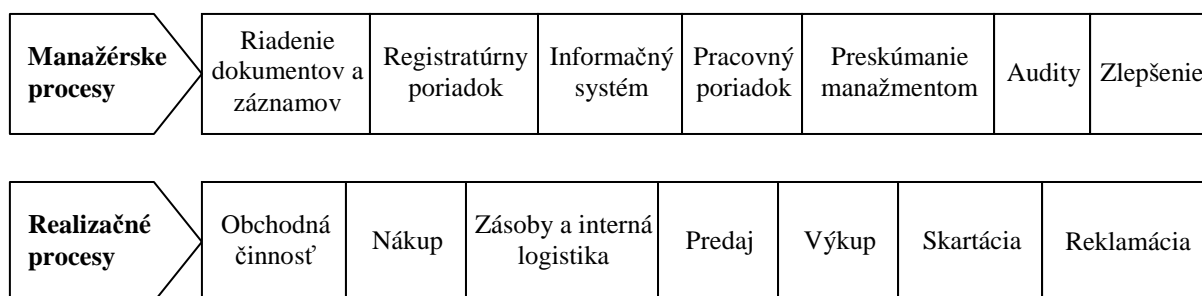 Manažérske
procesy
Riadenie
dokumentov a
záznamov
Registratúrny
poriadok
Informačný
systém
Pracovný
poriadok
Preskúmanie
manažmentom
Audity
Zlepšenie
Realizačné
procesy
Obchodná
činnosť
Nákup
Zásoby a interná
logistika
Predaj
Výkup
Skartácia
Reklamácia